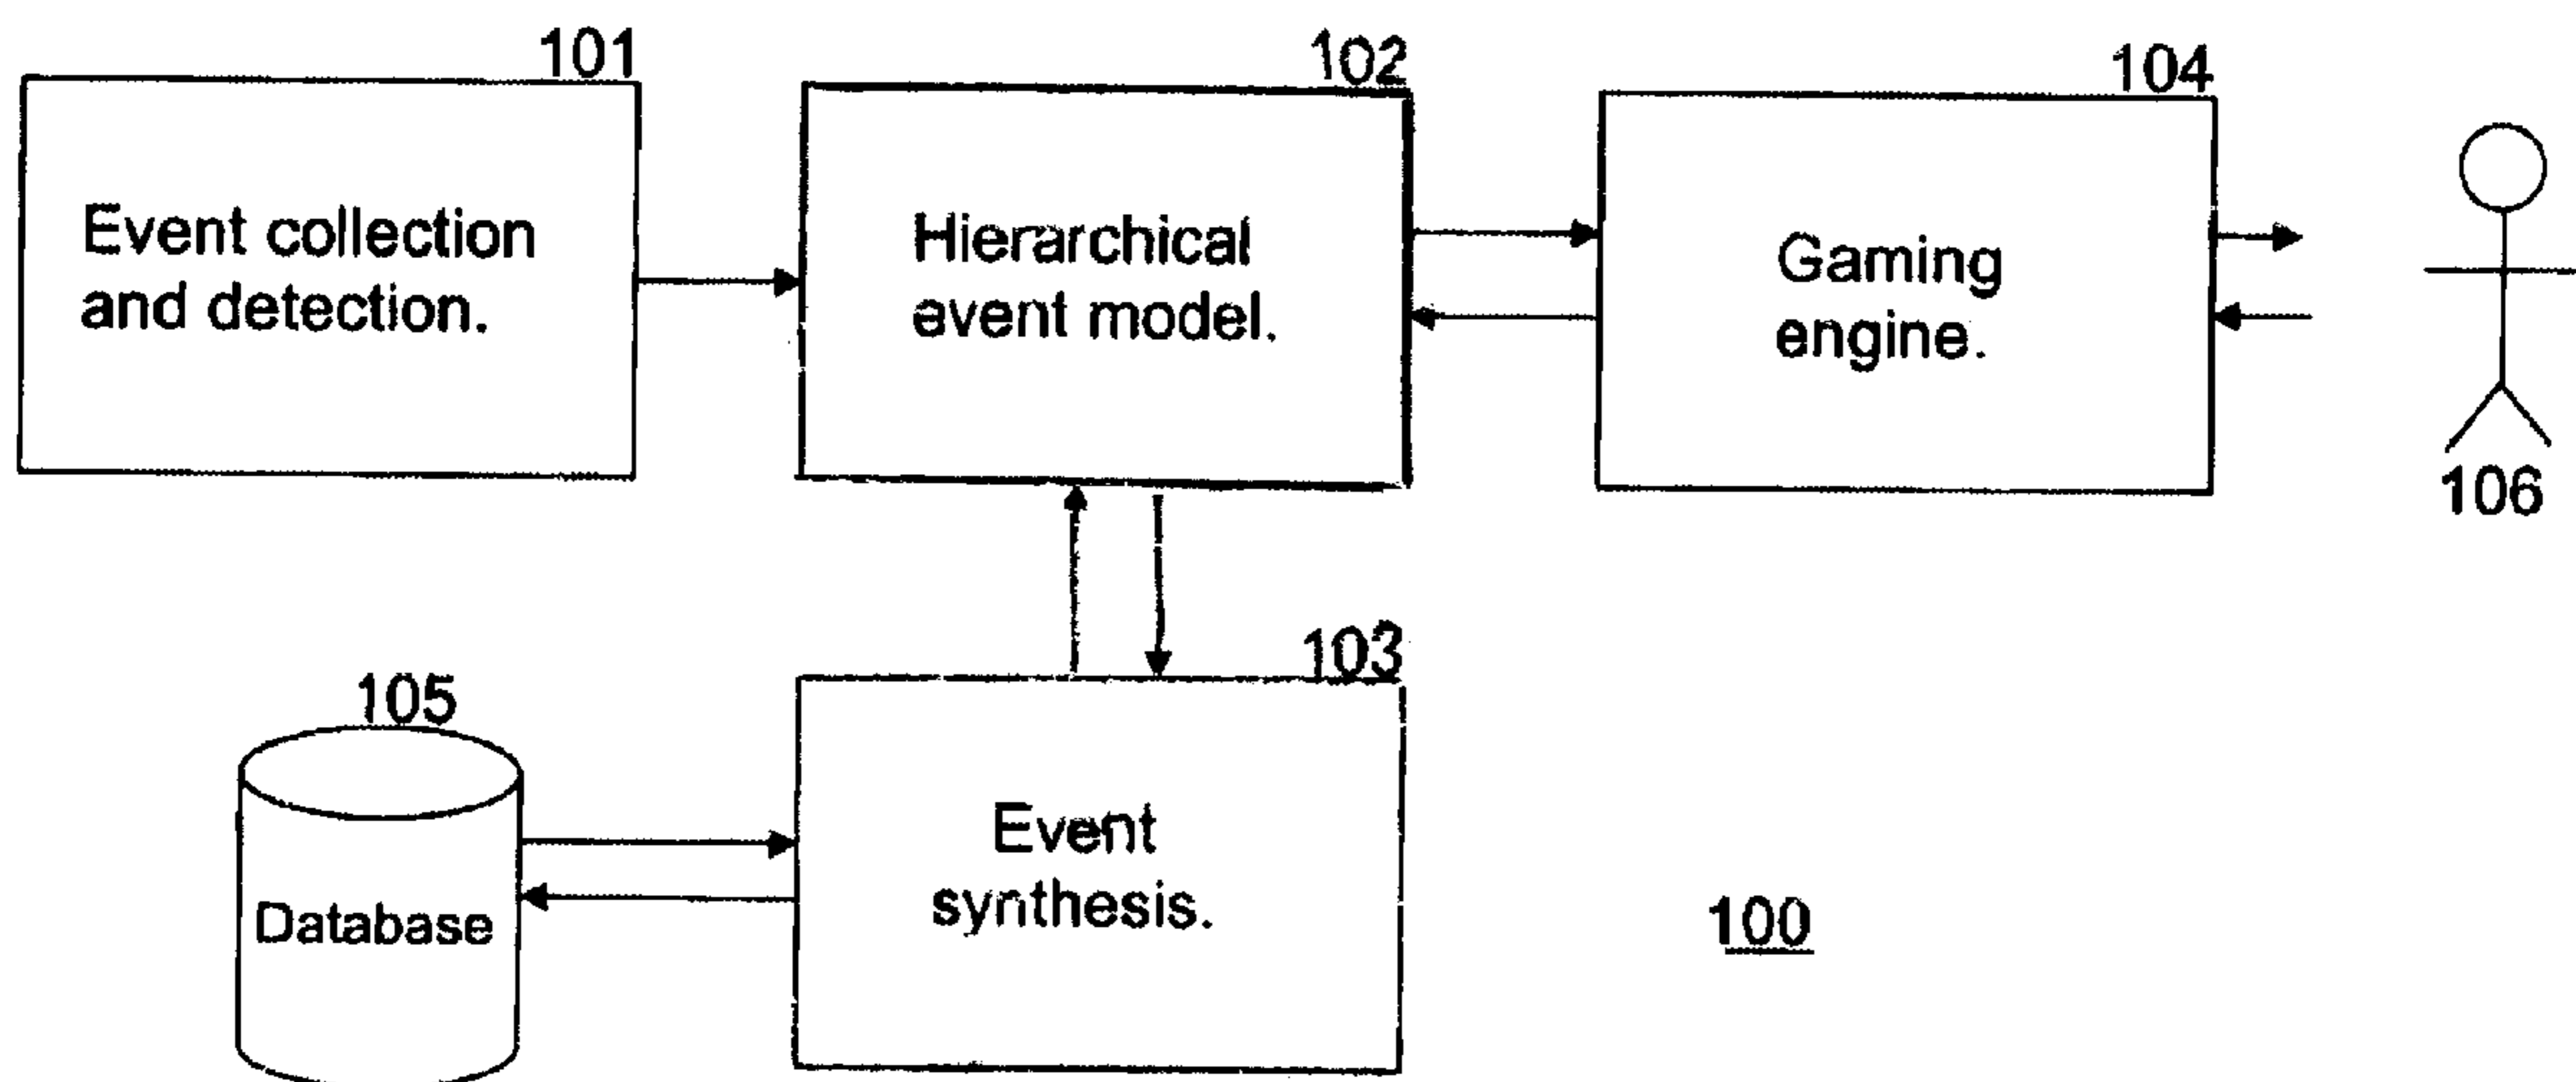 101
102
104
Event collection
and detection.
Hierarchical
event model.
Gaming
engine.
106
103
105
Event
synthesis.
Database
100